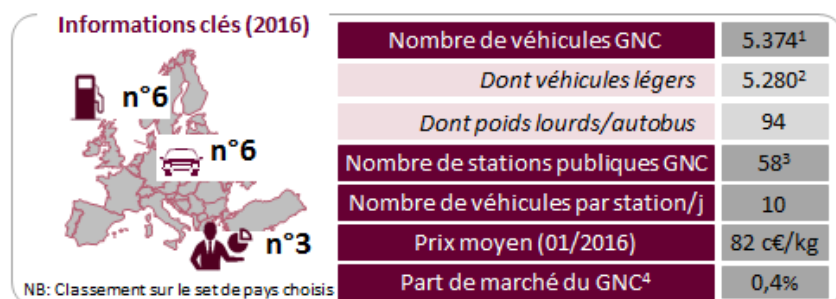 Informations clés (2016)
n°6
n°6
n°3
NB: Classement sur le set de pays choisis
Nombre de véhicules GNC 5.374¹
Dont véhicules légers 5.280²
Dont poids lourds/autobus 94
Nombre de stations publiques GNC 58³
Nombre de véhicules par station/j 10
Prix moyen (01/2016) 82 c€/kg
Part de marché du GNC⁴ 0,4%